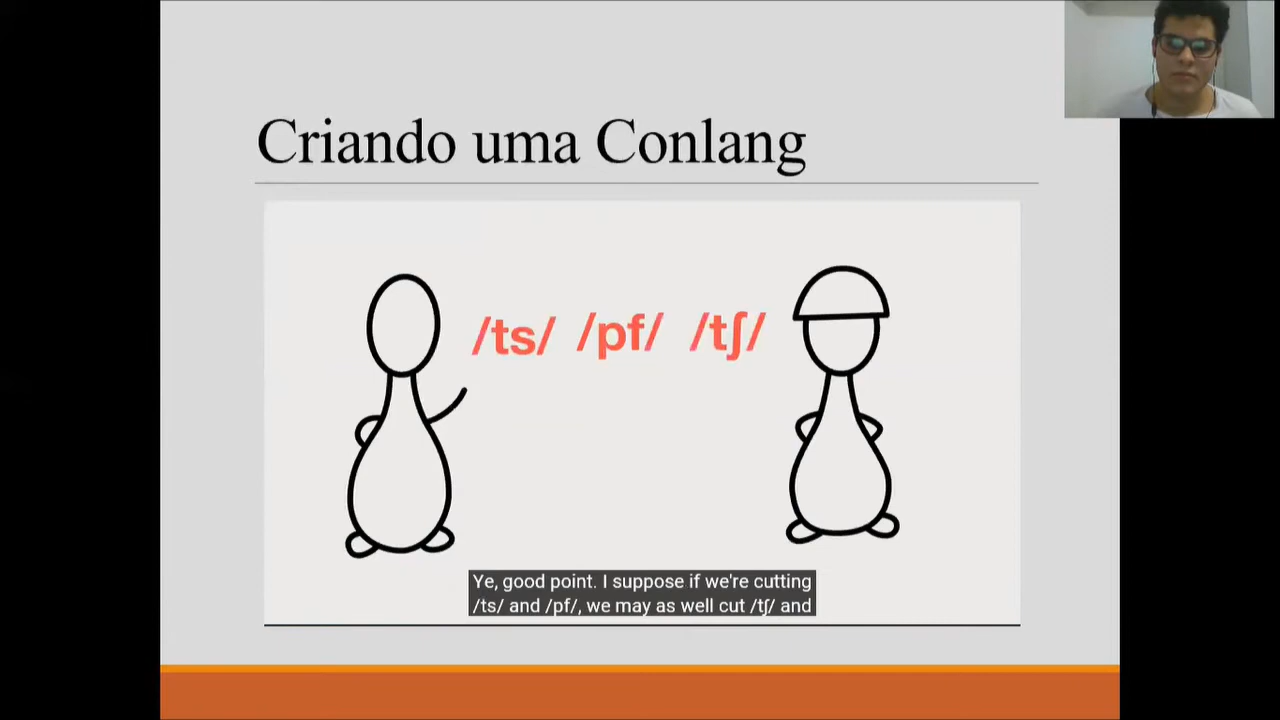 Criando uma Conlang
/ts/ /pf/ /tʃ/
Ye, good point. I suppose if we're cutting
/ts/ and /pf/, we may as well cut /tʃ/ and